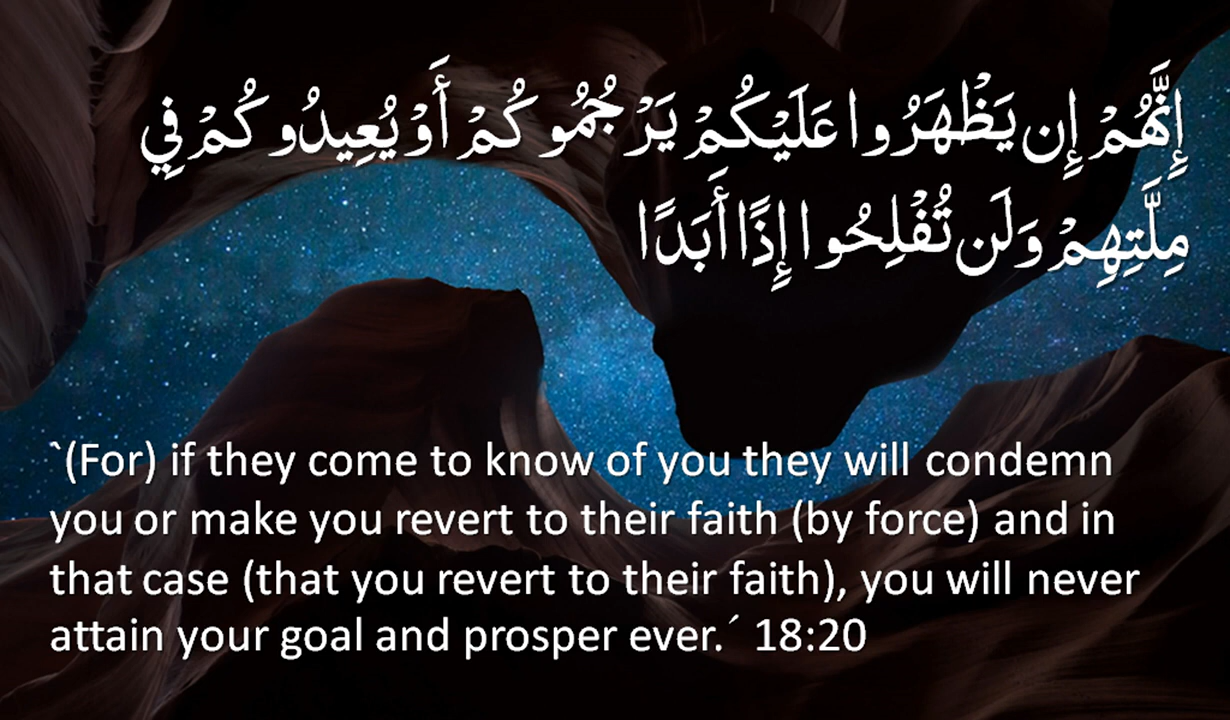 إِنَّهُمْ إِن يَظْهَرُوا عَلَيْكُمْ يَرْجُمُوكُمْ أَوْ يُعِيدُوكُمْ فِي
مِلَّتِهِمْ وَلَن تُفْلِحُوا إِذًا أَبَدًا
`(For) if they come to know of you they will condemn
you or make you revert to their faith (by force) and in
that case (that you revert to their faith), you will never
attain your goal and prosper ever.´ 18:20